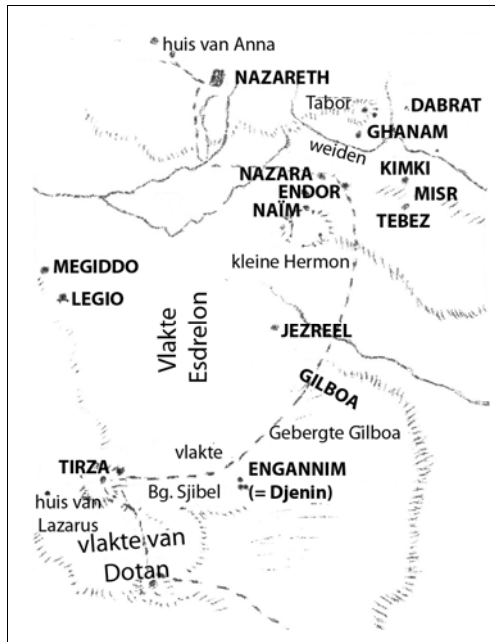 huis van Anna
NAZARETH
Tabor
DABRAT
GHANAM
weiden
KIMKI
NAZARA
ENDOR
MISR
NAÏM
TEBEZ
kleine Hermon
MEGIDDO
LEGIO
Vlakte
Esdrelon
JEZREEL
GILBOA
Gebergte Gilboa
vlakte
TIRZA
ENGANNIM
Bg. Sjibel
(= Djenin)
huis van
Lazarus
vlakte van
Dotan